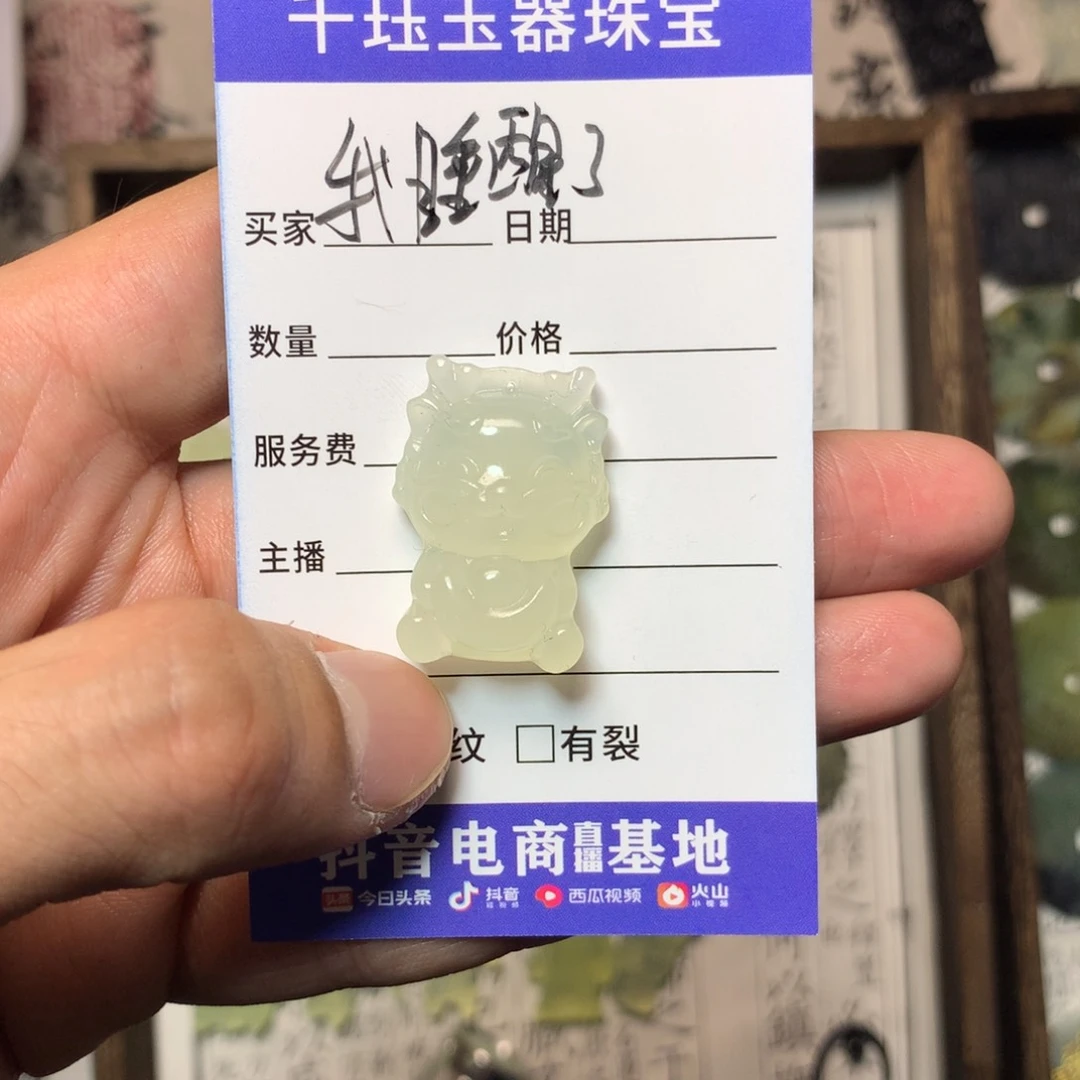 千珏玉器珠宝
我睡醒了
买家 日期
数量 价格
服务费
主播
纹 □有裂
抖音电商直播基地
今日头条 抖音 西瓜视频 火山